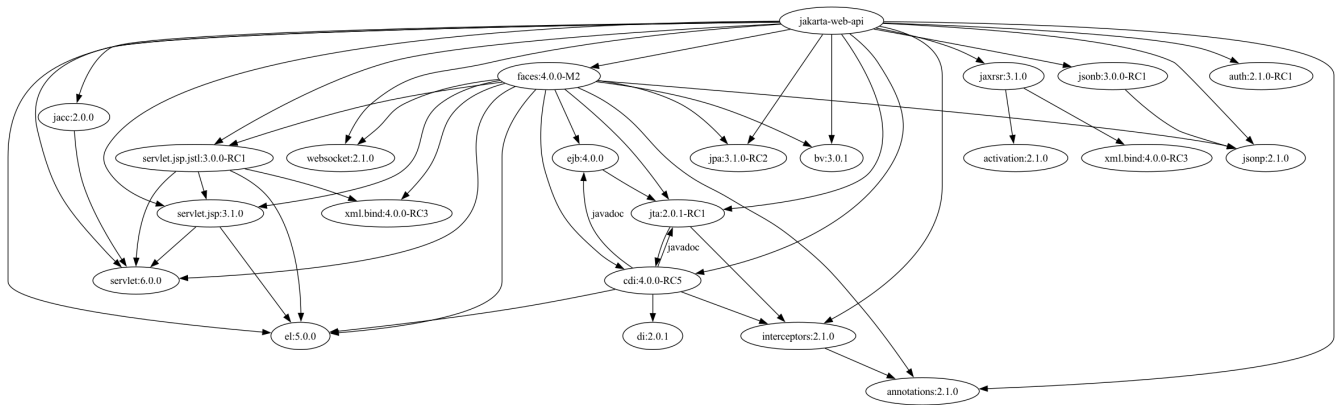 jakarta-web-api
faces:4.0.0-M2
jaxrsr:3.1.0
jsonb:3.0.0-RC1
auth:2.1.0-RC1
jacc:2.0.0
servlet.jsp.jstl:3.0.0-RC1
websocket:2.1.0
ejb:4.0.0
jpa:3.1.0-RC2
bv:3.0.1
activation:2.1.0
xml.bind:4.0.0-RC3
jsonp:2.1.0
servlet.jsp:3.1.0
xml.bind:4.0.0-RC3
javadoc
jta:2.0.1-RC1
javadoc
servlet:6.0.0
cdi:4.0.0-RC5
el:5.0.0
di:2.0.1
interceptors:2.1.0
annotations:2.1.0